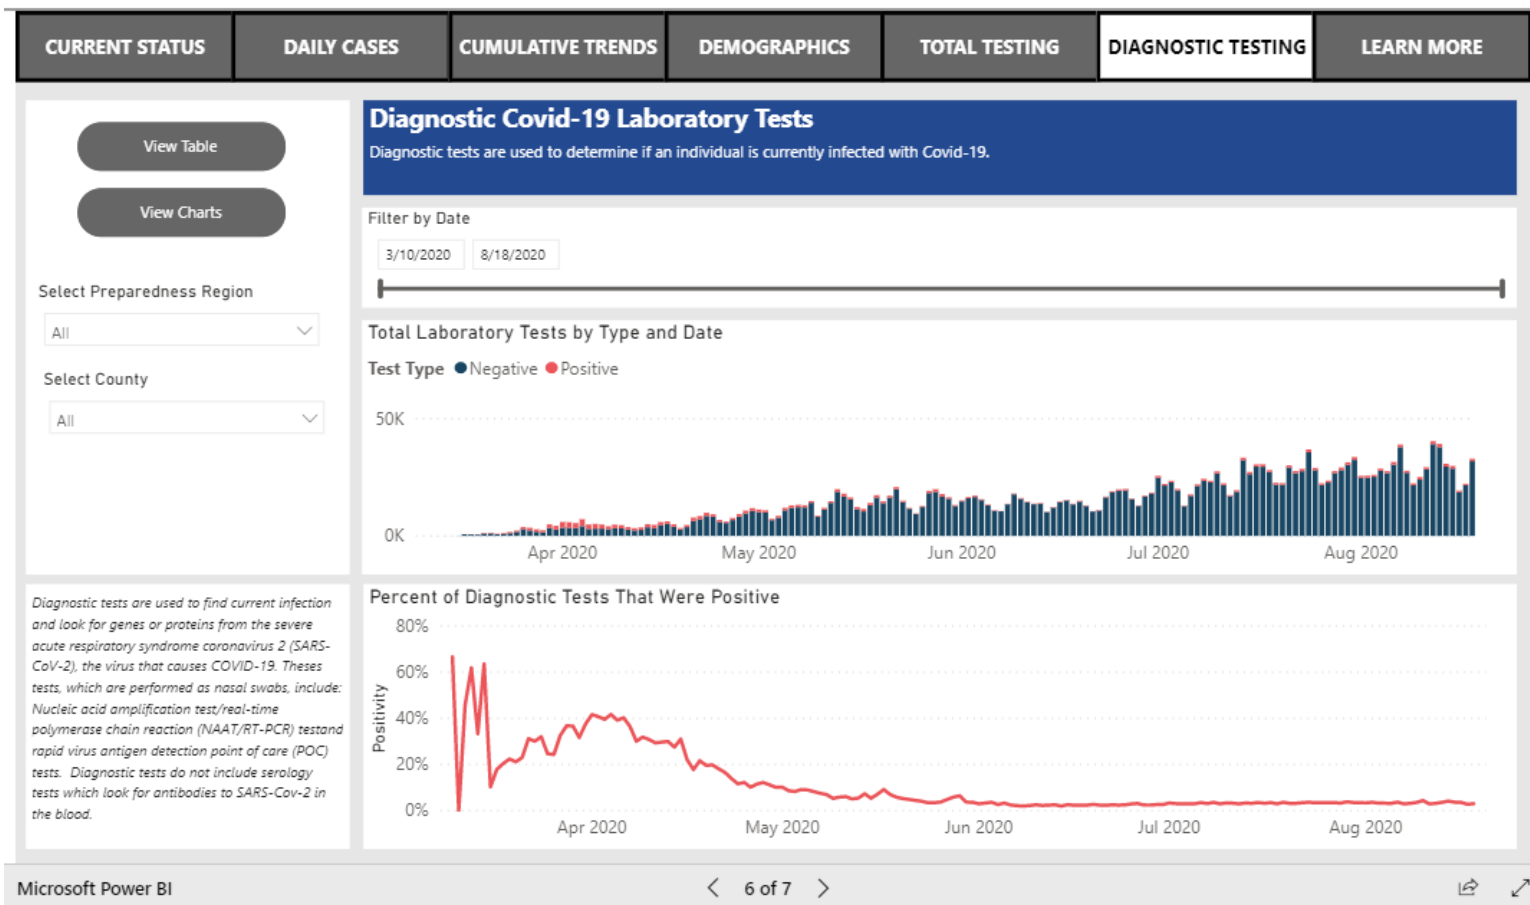 CURRENT STATUS
DAILY CASES
CUMULATIVE TRENDS
DEMOGRAPHICS
TOTAL TESTING
DIAGNOSTIC TESTING
LEARN MORE
View Table
View Charts
Select Preparedness Region
All
Select County
All
Diagnostic tests are used to find current infection
and look for genes or proteins from the severe
acute respiratory syndrome coronavirus 2 (SARS-
CoV-2), the virus that causes COVID-19. Theses
tests, which are performed as nasal swabs, include:
Nucleic acid amplification test/real-time
polymerase chain reaction (NAAT/RT-PCR) testand
rapid virus antigen detection point of care (POC)
tests.  Diagnostic tests do not include serology
tests which look for antibodies to SARS-Cov-2 in
the blood.
Diagnostic Covid-19 Laboratory Tests
Diagnostic tests are used to determine if an individual is currently infected with Covid-19.
Filter by Date
3/10/2020
8/18/2020
Total Laboratory Tests by Type and Date
Test Type Negative Positive
50K
0K
Apr 2020
May 2020
Jun 2020
Jul 2020
Aug 2020
Percent of Diagnostic Tests That Were Positive
Positivity
80%
60%
40%
20%
0%
Apr 2020
May 2020
Jun 2020
Jul 2020
Aug 2020
Microsoft Power BI
6 of 7